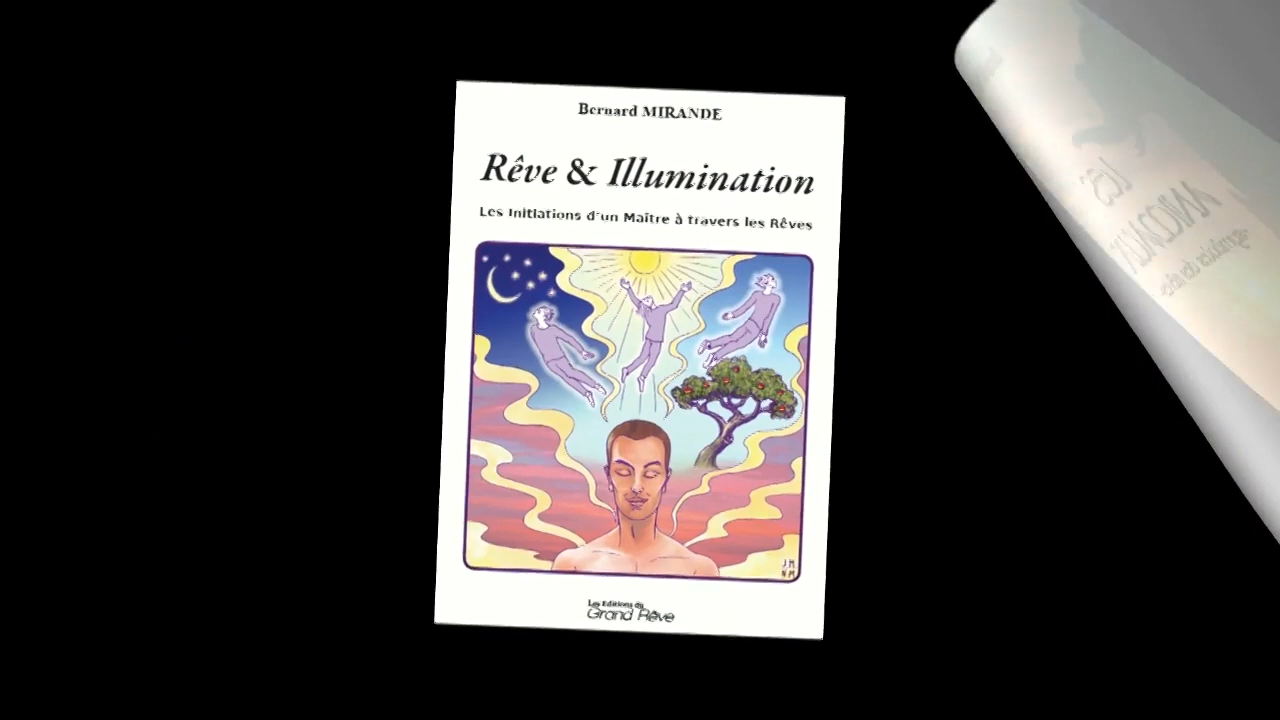 Bernard MIRANDE
Rêve & Illumination
Les Initiations d'un Maître à travers les Rêves
J.M.
N.M.
Les Editions du
Grand Rêve